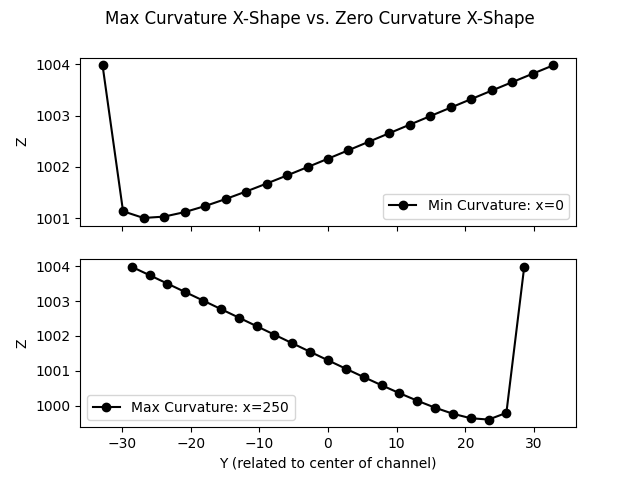 Max Curvature X-Shape vs. Zero Curvature X-Shape
1004
1003
1002
1001
Z
Min Curvature: x=0
1004
1003
1002
1001
1000
Z
Max Curvature: x=250
−30 −20 −10 0 10 20 30
Y (related to center of channel)